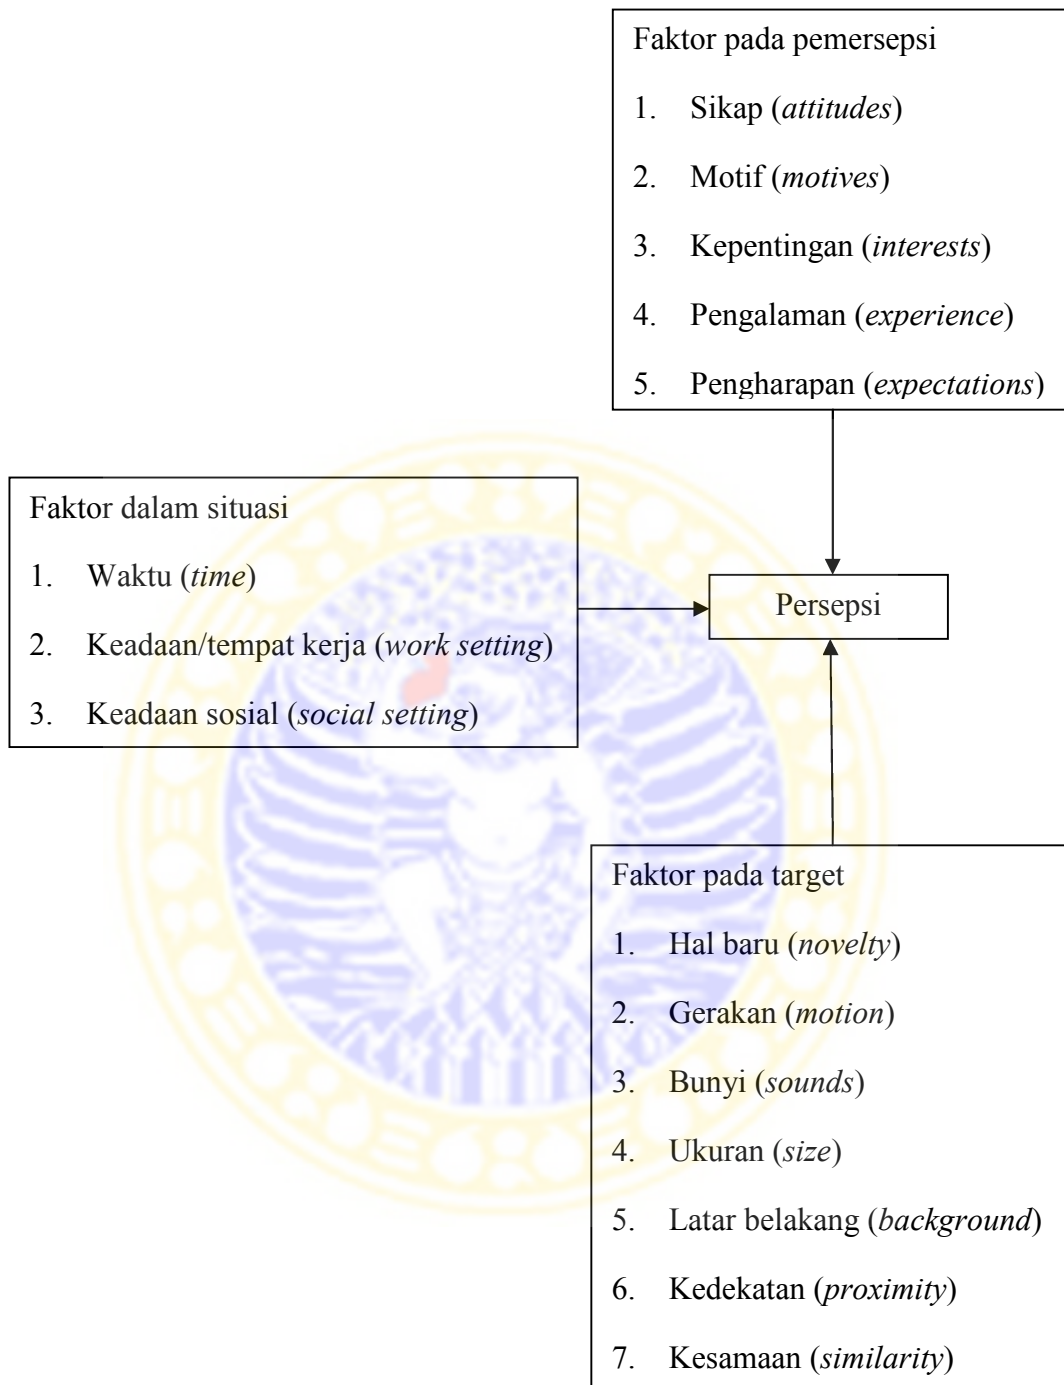 Faktor pada pemersepsi
1. Sikap (attitudes)
2. Motif (motives)
3. Kepentingan (interests)
4. Pengalaman (experience)
5. Pengharapan (expectations)
Faktor dalam situasi
1. Waktu (time)
2. Keadaan/tempat kerja (work setting)
3. Keadaan sosial (social setting)
Persepsi
Faktor pada target
1. Hal baru (novelty)
2. Gerakan (motion)
3. Bunyi (sounds)
4. Ukuran (size)
5. Latar belakang (background)
6. Kedekatan (proximity)
7. Kesamaan (similarity)